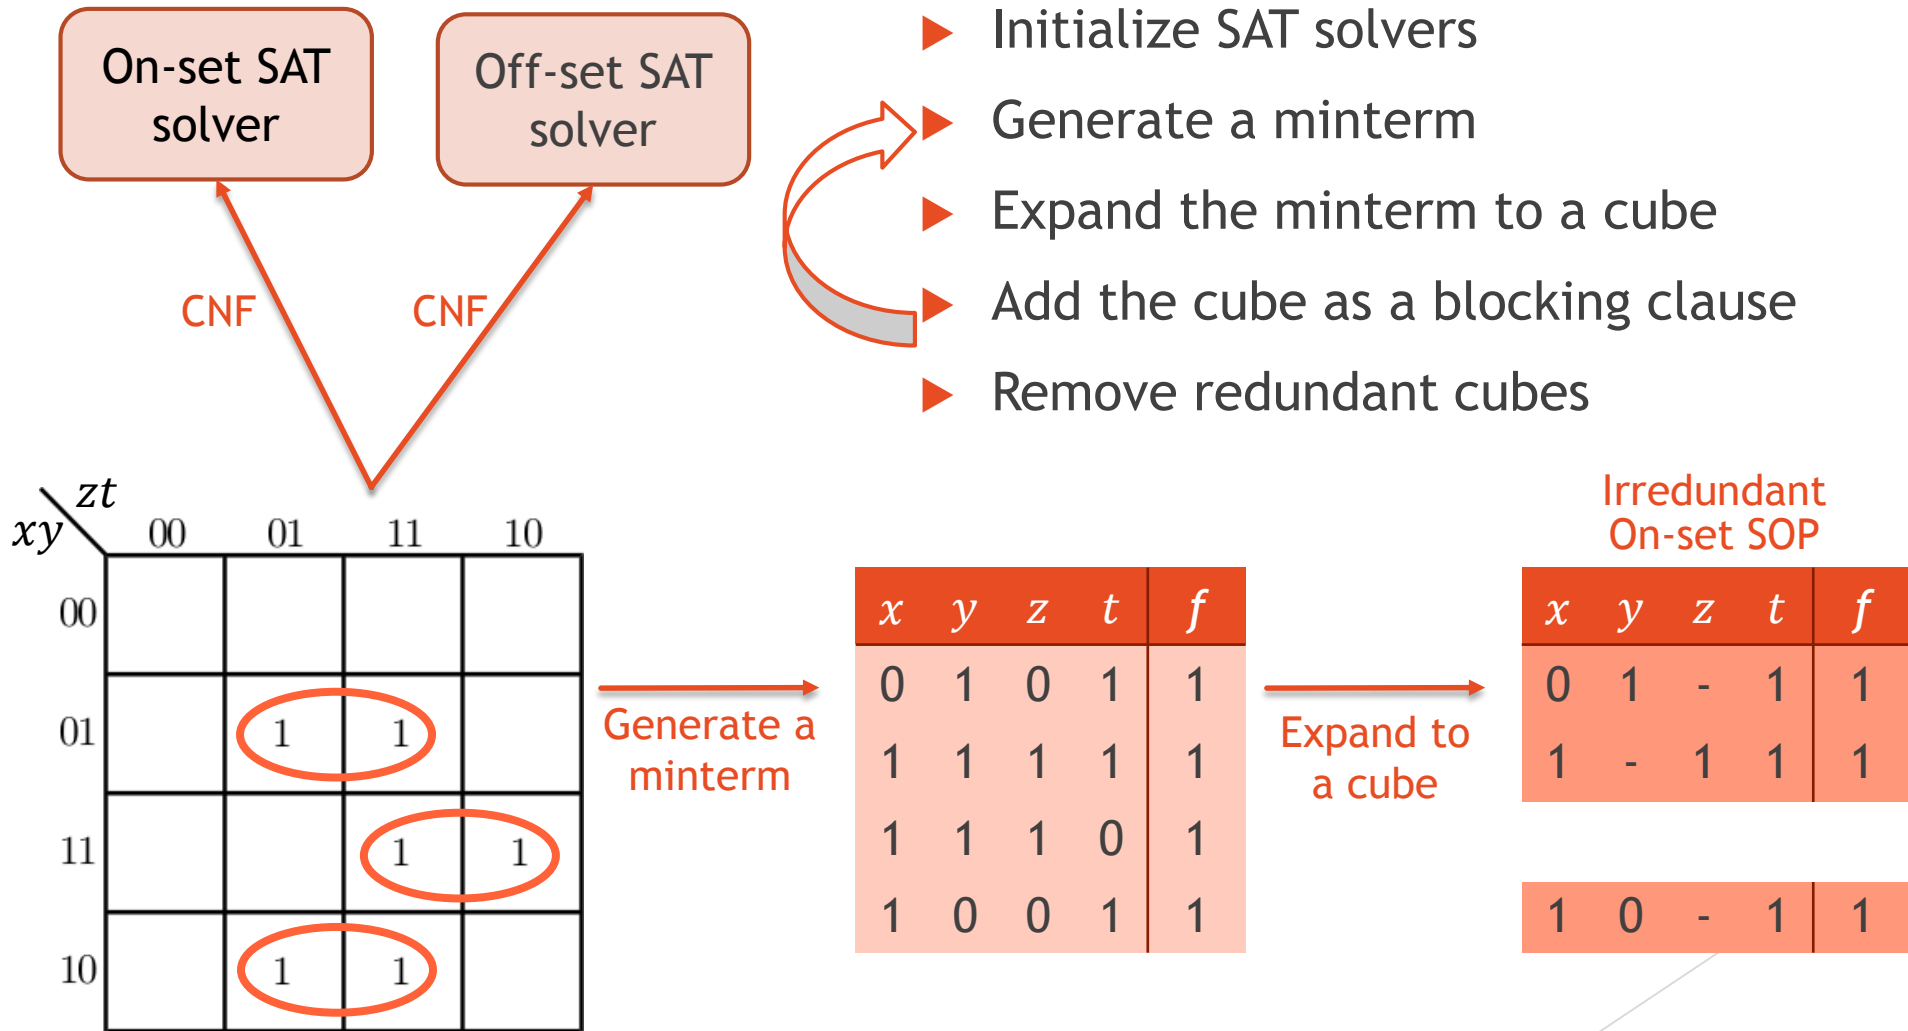 On-set SAT
solver
Off-set SAT
solver
Initialize SAT solvers
Generate a minterm
Expand the minterm to a cube
Add the cube as a blocking clause
Remove redundant cubes
CNF
CNF
zt
xy
00 01 11 10
00
01 1 1
11 1 1
10 1 1
Generate a
minterm
x y z t f
0 1 0 1 1
1 1 1 1 1
1 1 1 0 1
1 0 0 1 1
Expand to
a cube
Irredundant
On-set SOP
x y z t f
0 1 - 1 1
1 - 1 1 1
1 0 - 1 1